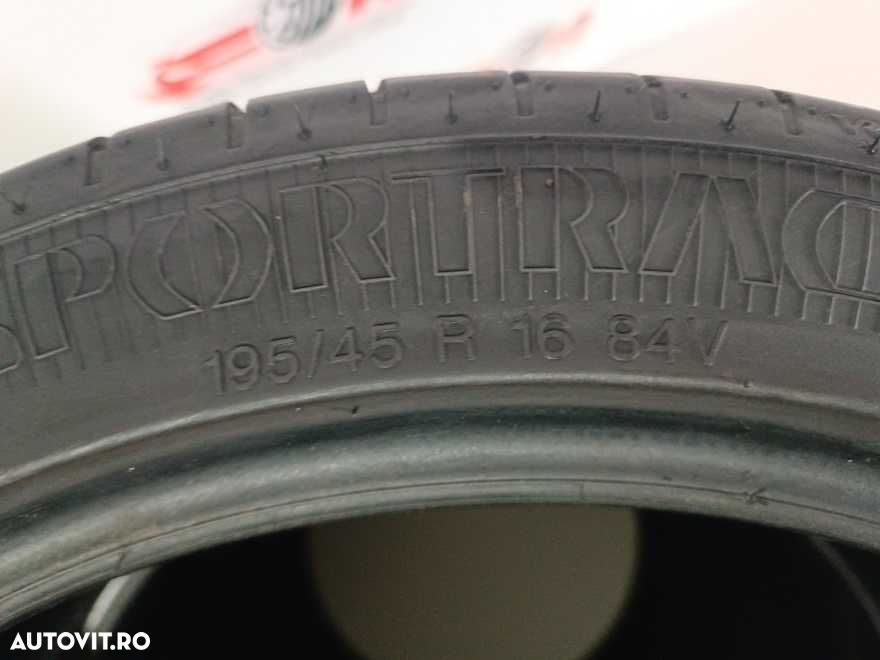 SPORTRAC
195/45 R 16 84V
AUTOVIT.RO